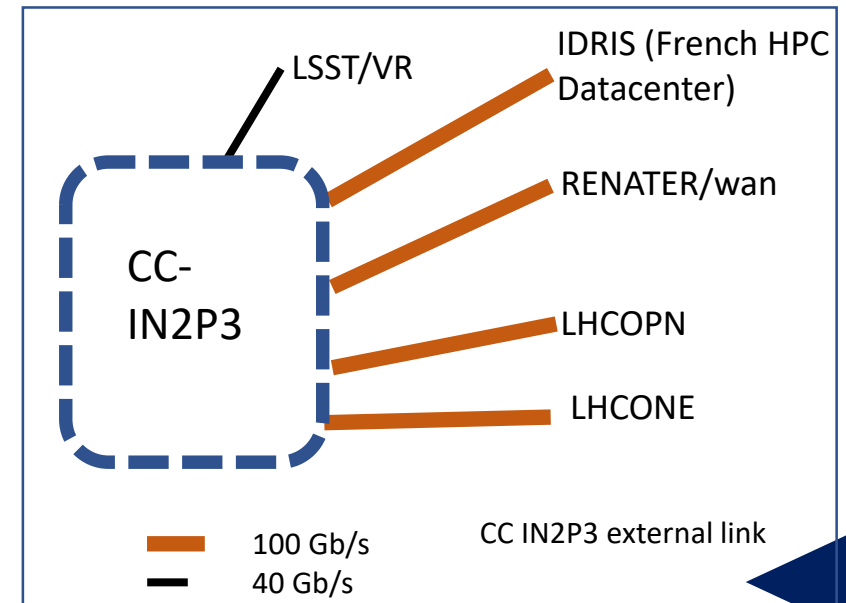 LSST/VR
IDRIS (French HPC
Datacenter)
RENATER/wan
CC-
IN2P3
LHCOPN
LHCONE
100 Gb/s
CC IN2P3 external link
40 Gb/s